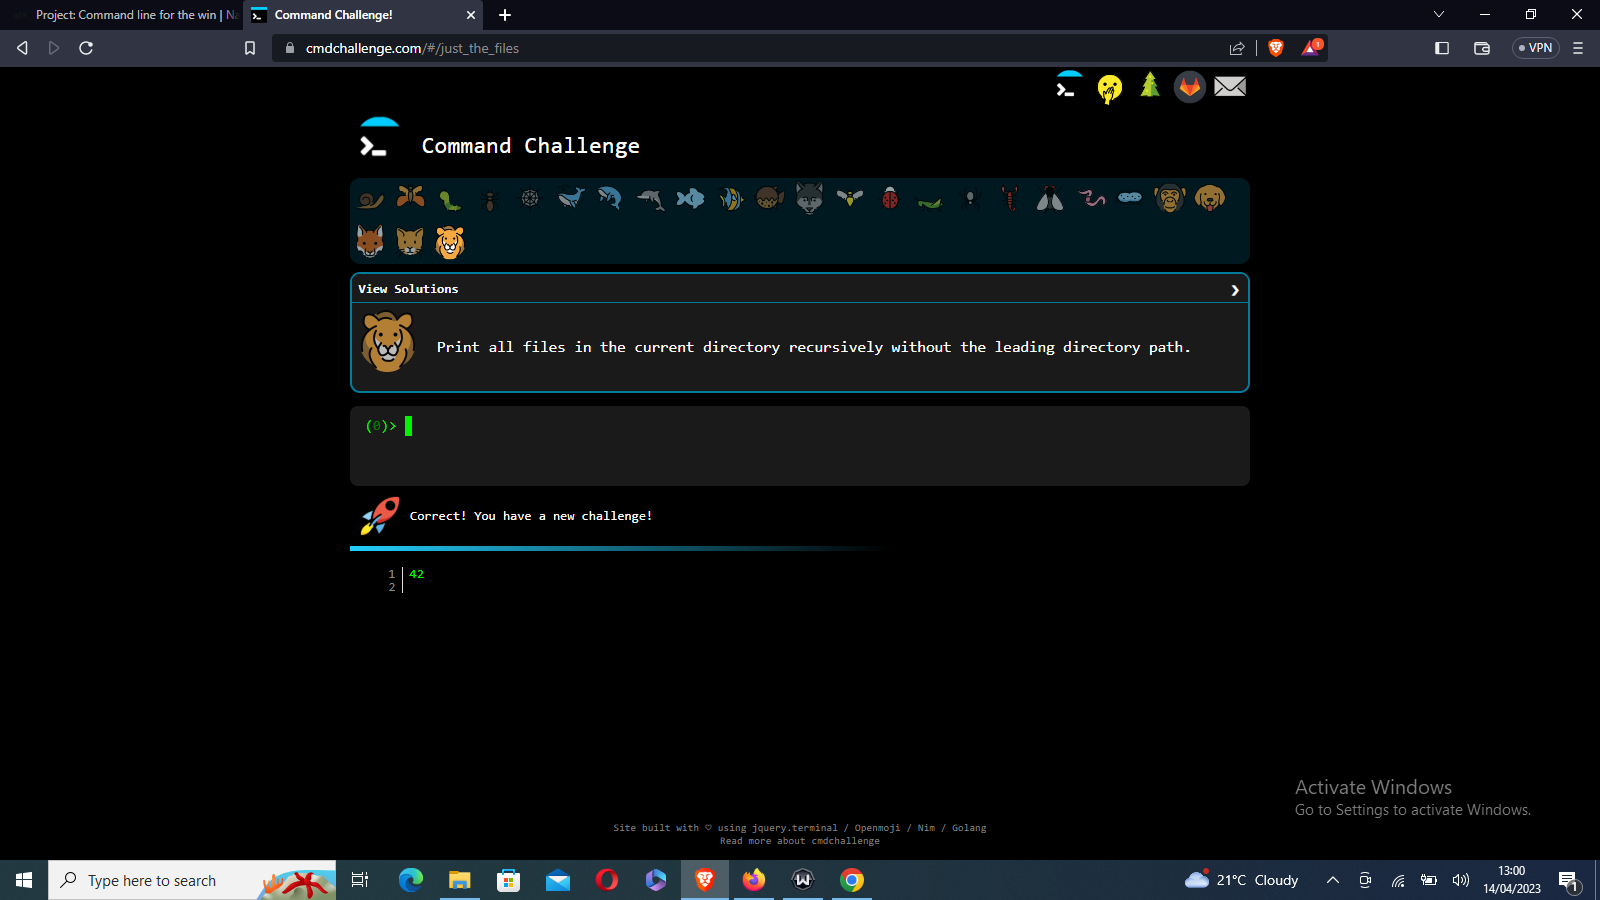 Project: Command line for the win | Na
Command Challenge!
cmdchallenge.com/#/just_the_files
1
VPN
Command Challenge
View Solutions
Print all files in the current directory recursively without the leading directory path.
(0)>
Correct! You have a new challenge!
1 42
2
Activate Windows
Go to Settings to activate Windows.
Site built with ♡ using jquery.terminal / Openmoji / Nim / Golang
Read more about cmdchallenge
Type here to search
21°C Cloudy
13:00
14/04/2023
1